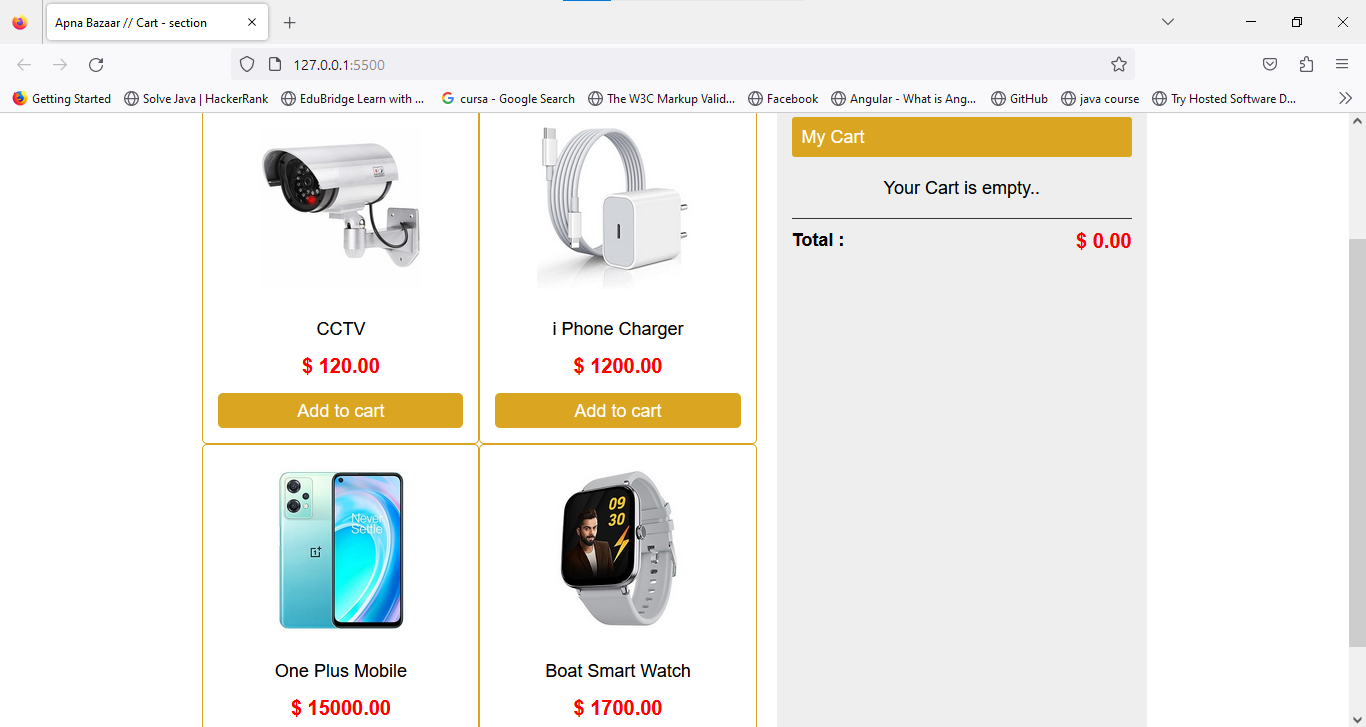 Apna Bazaar // Cart - section
127.0.0.1:5500
Getting Started
Solve Java | HackerRank
EduBridge Learn with ...
cursa - Google Search
The W3C Markup Valid...
Facebook
Angular - What is Ang...
GitHub
java course
Try Hosted Software D...
CCTV
$ 120.00
Add to cart
i Phone Charger
$ 1200.00
Add to cart
Never
Settle
One Plus Mobile
$ 15000.00
09
30
Boat Smart Watch
$ 1700.00
My Cart
Your Cart is empty..
Total :
$ 0.00